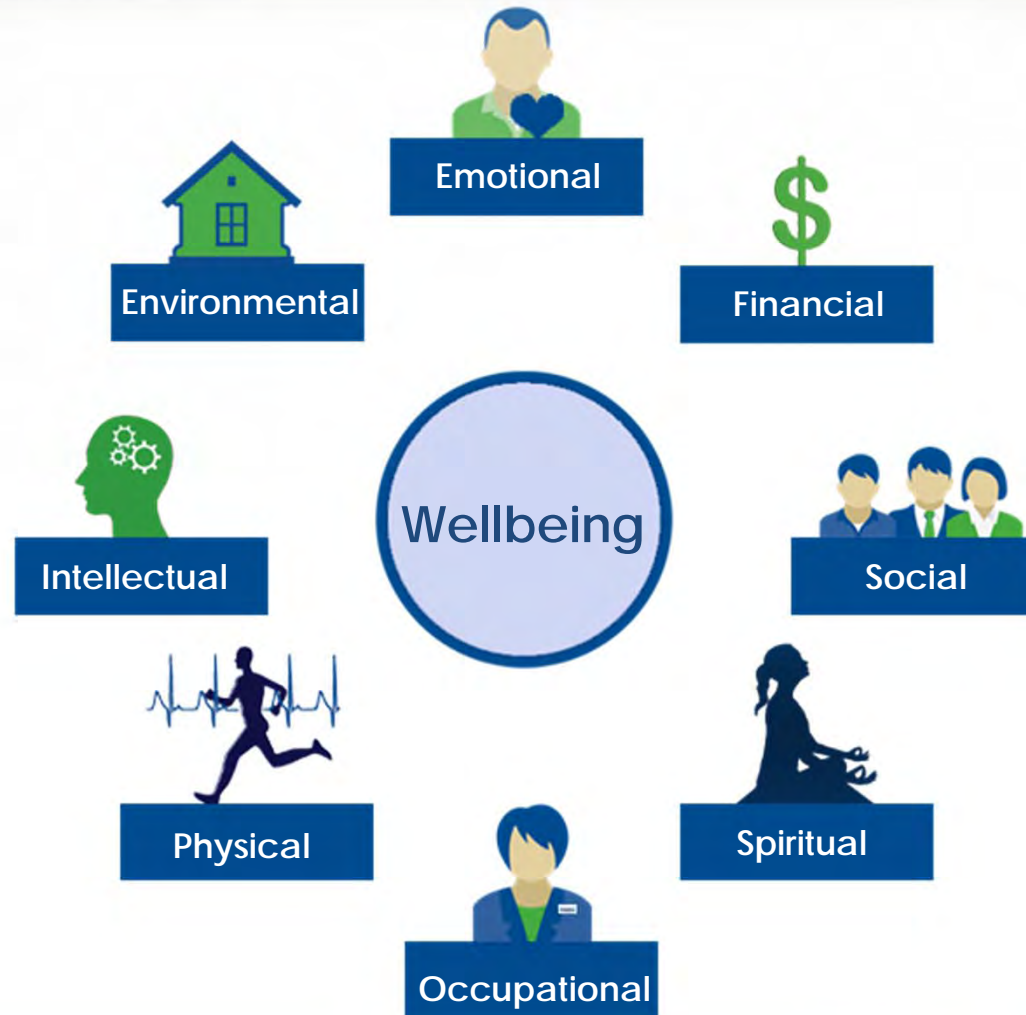 Emotional
Environmental
$
Financial
Wellbeing
Intellectual
Social
Physical
Spiritual
Occupational